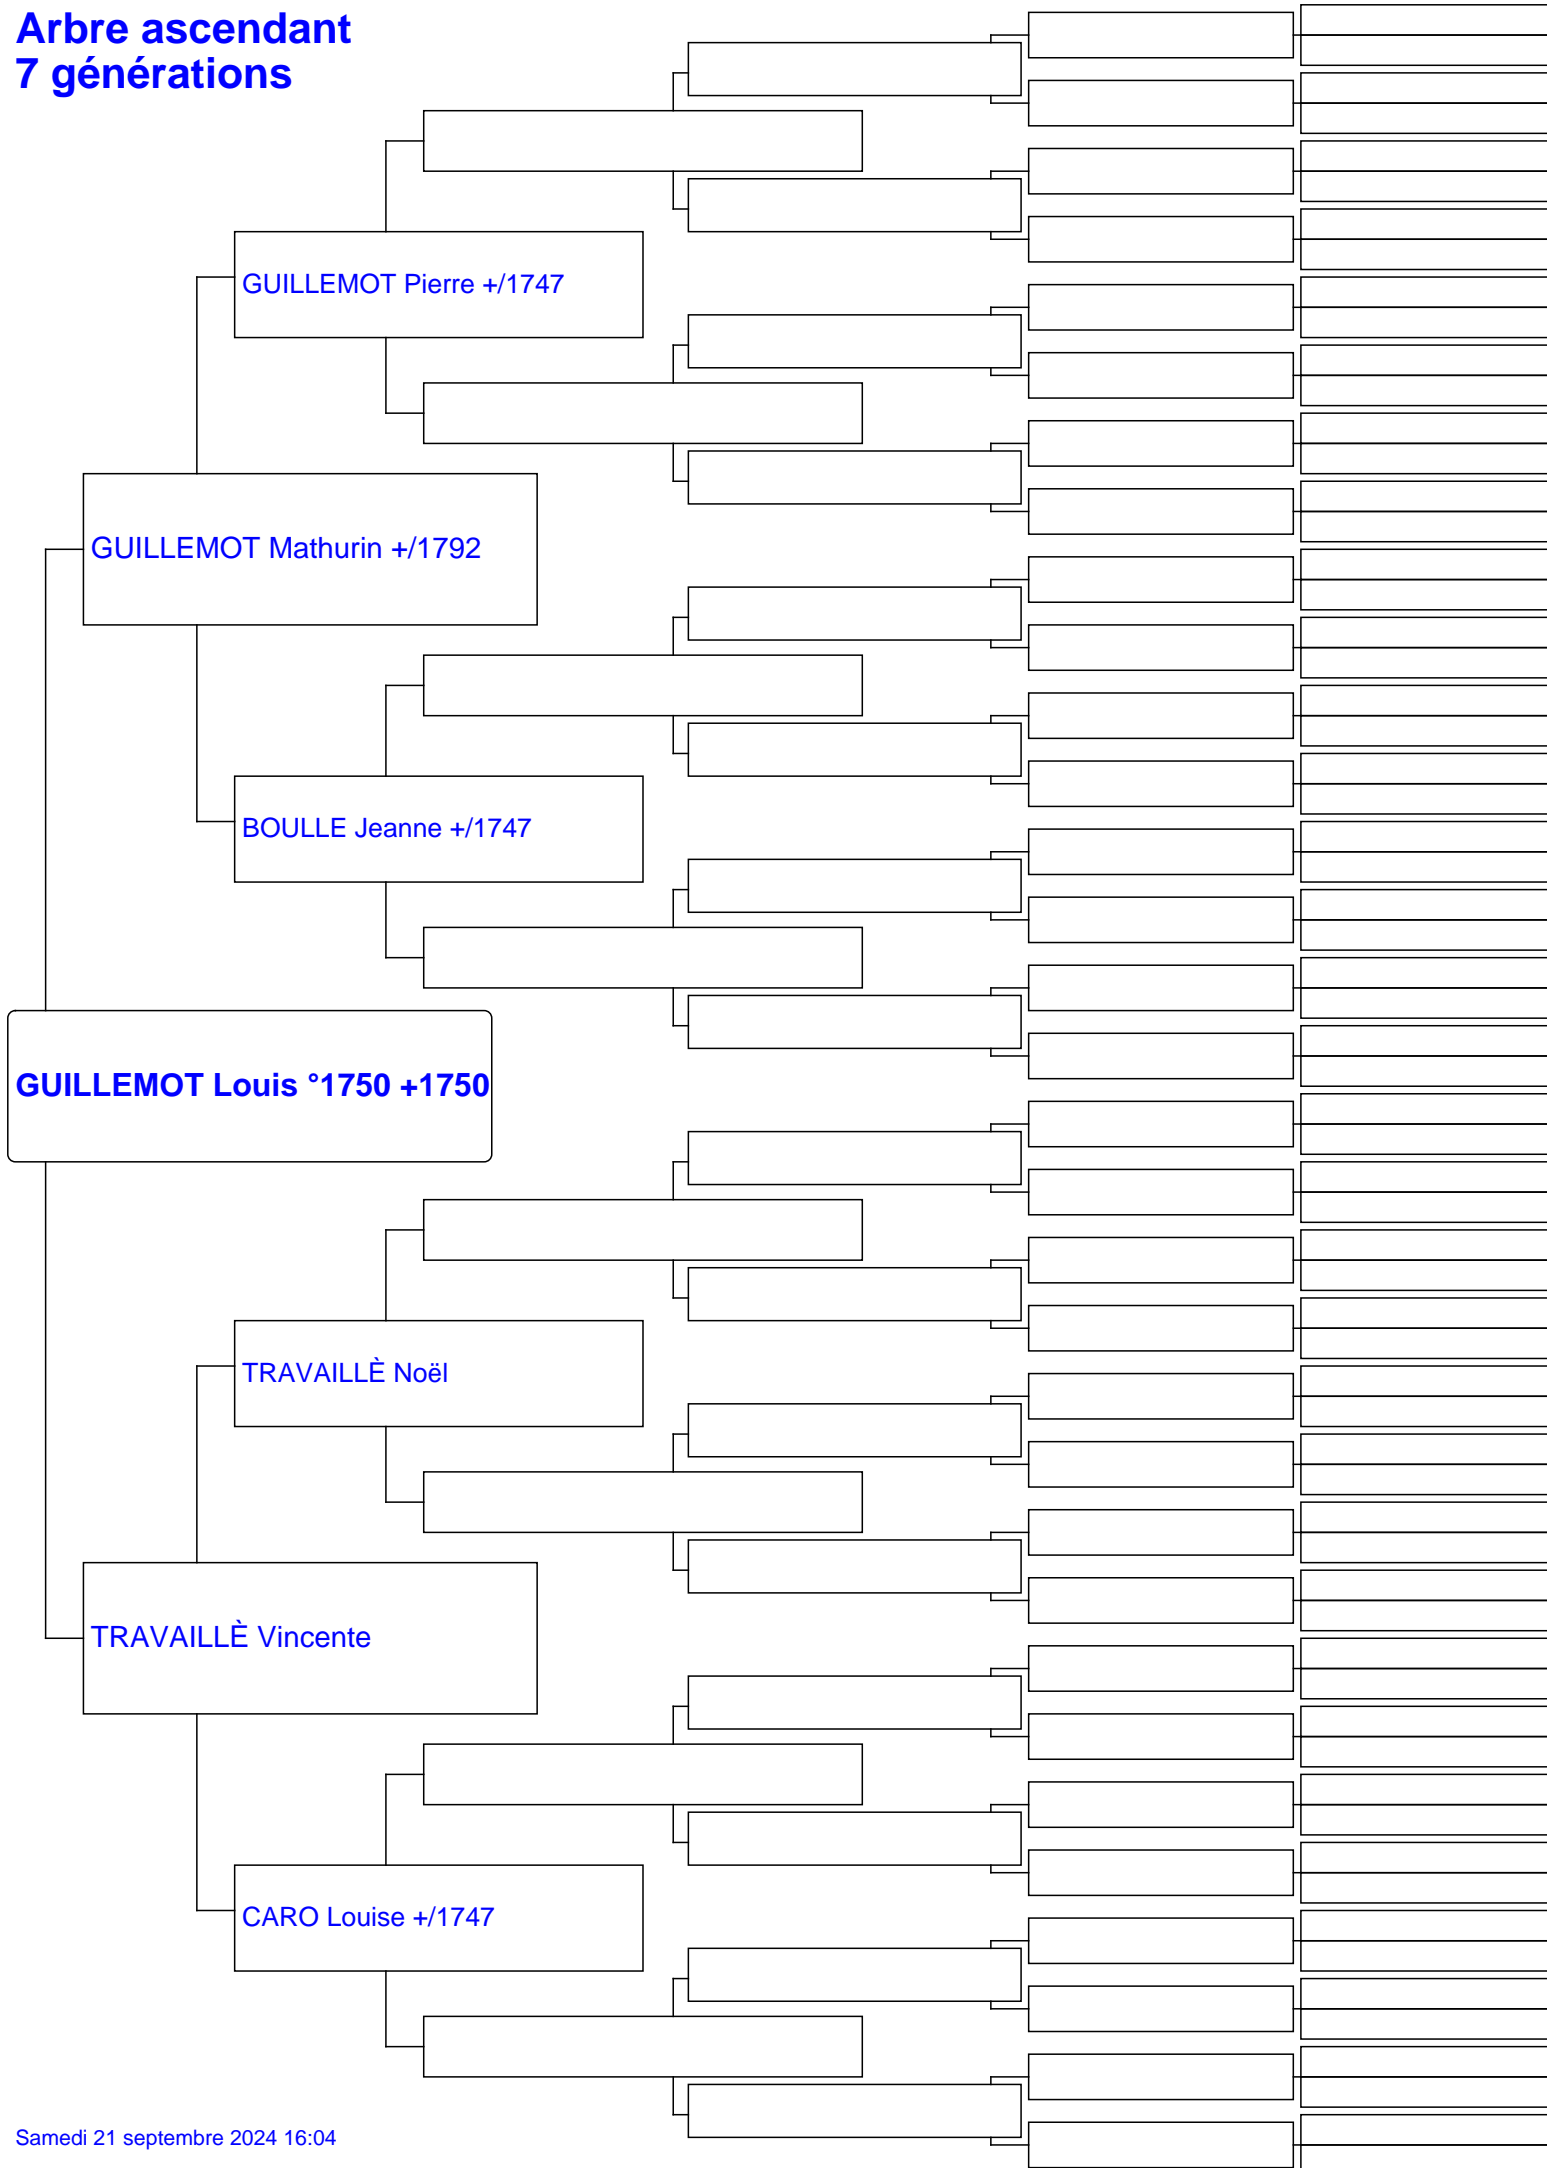 Arbre ascendant
7 générations
GUILLEMOT Pierre +/1747
GUILLEMOT Mathurin +/1792
BOULLE Jeanne +/1747
GUILLEMOT Louis °1750 +1750
TRAVAILLÈ Noël
TRAVAILLÈ Vincente
CARO Louise +/1747
Samedi 21 septembre 2024 16:04